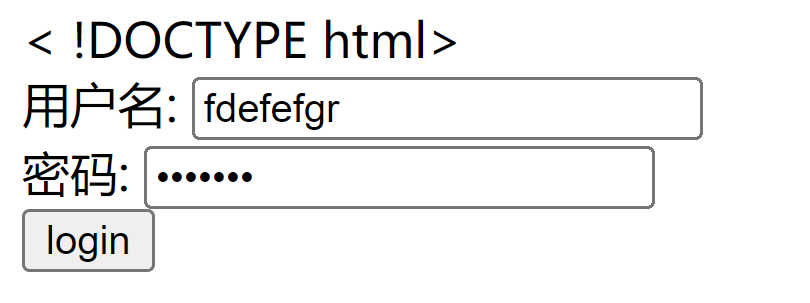 < !DOCTYPE html>
用户名: fdefefgr
密码: •••••••
login